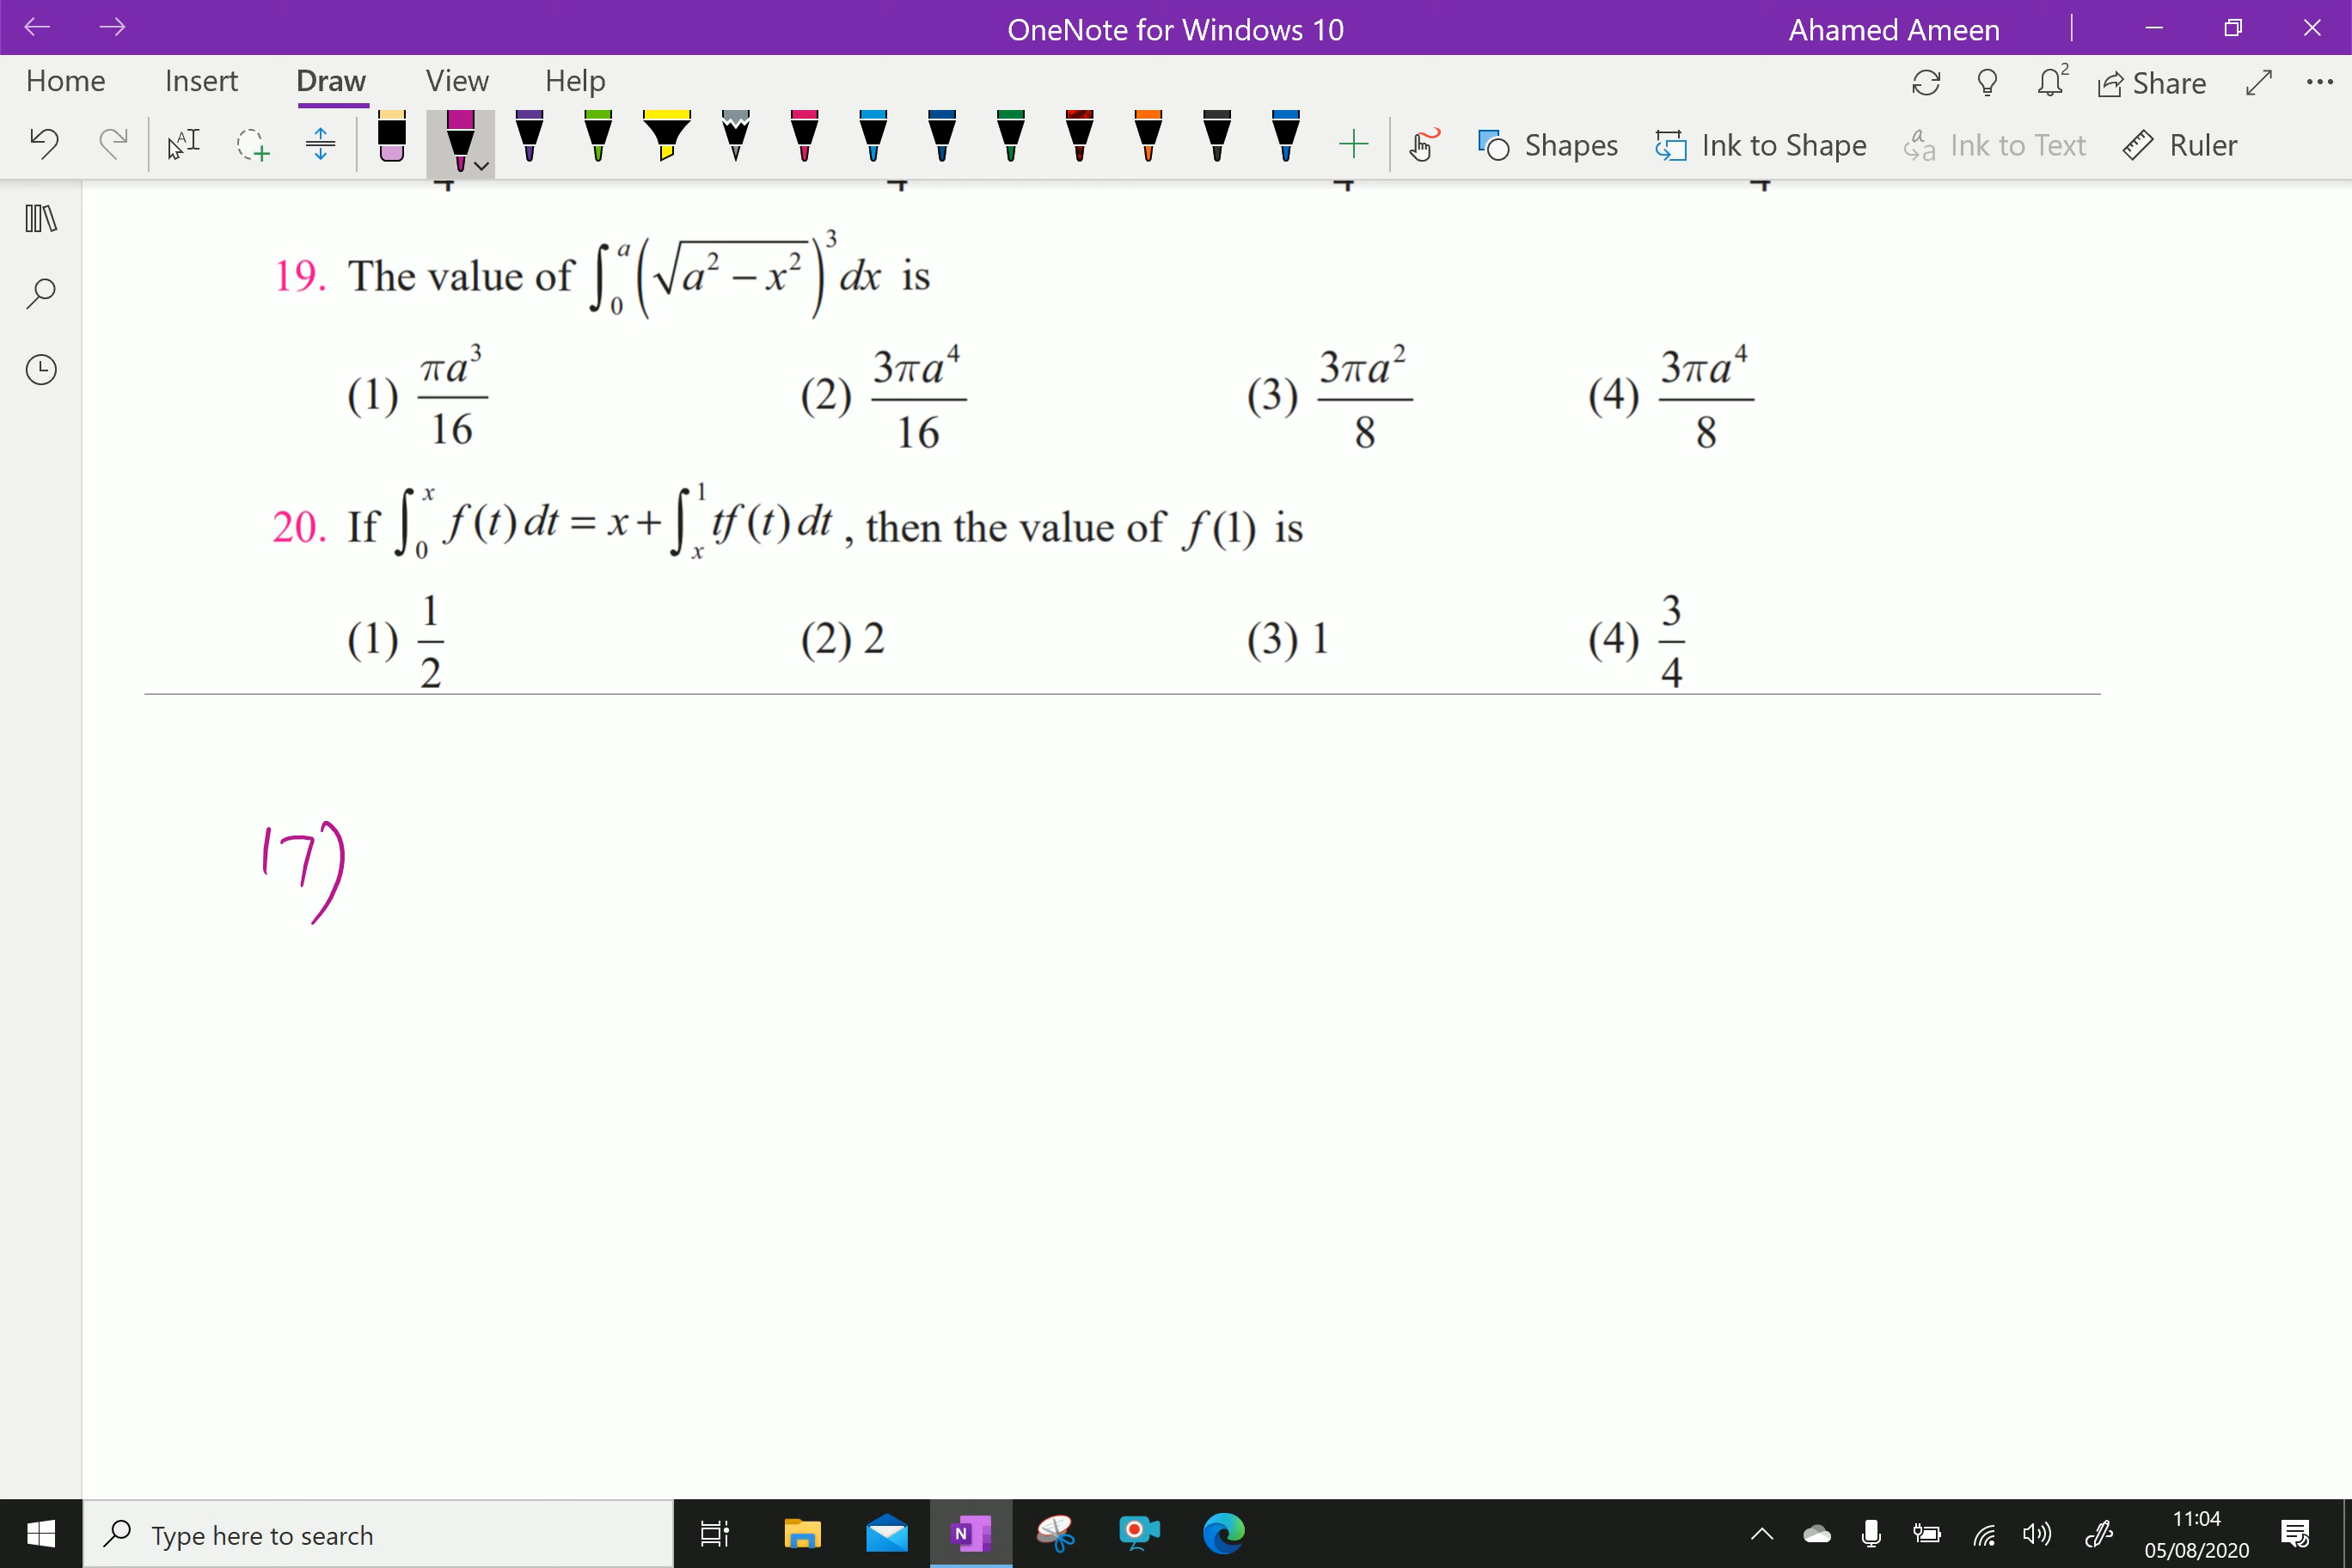 OneNote for Windows 10 Ahamed Ameen
Home Insert Draw View Help 2 Share
Shapes Ink to Shape Ink to Text Ruler
19. The value of ∫₀ᵃ (√(a² − x²))³ dx is
(1) πa³/16 (2) 3πa⁴/16 (3) 3πa²/8 (4) 3πa⁴/8
20. If ∫₀ˣ f(t) dt = x + ∫ₓ¹ tf(t) dt , then the value of f(1) is
(1) 1/2 (2) 2 (3) 1 (4) 3/4
17)
Type here to search
11:04
05/08/2020